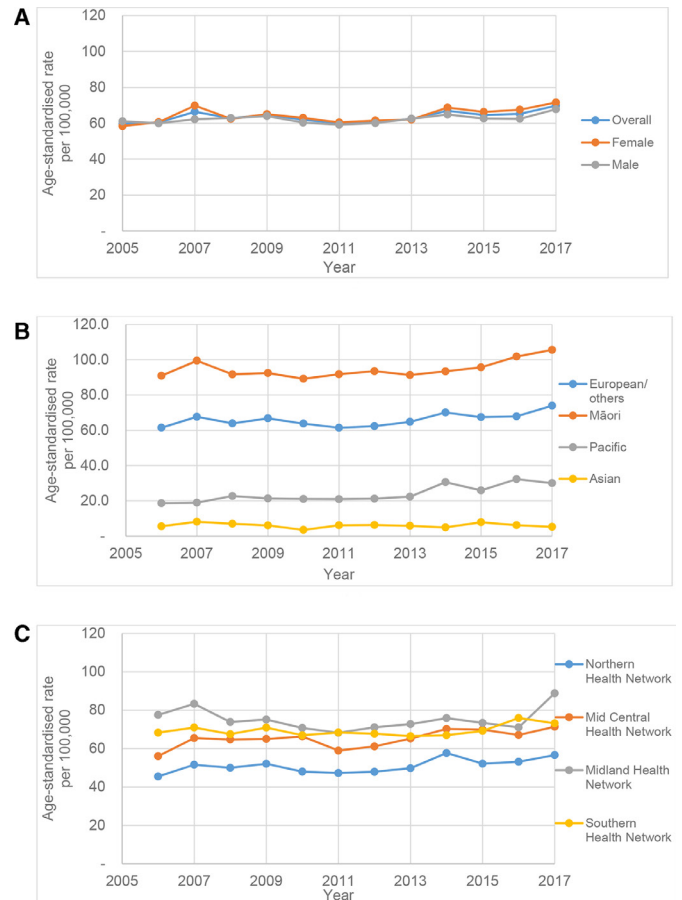 A
Age-standardised rate
per 100,000
120
100
80
60
40
20
-
2005 2007 2009 2011 2013 2015 2017
Year
Overall
Female
Male
B
Age-standardised rate
per 100,000
120.0
100.0
80.0
60.0
40.0
20.0
-
2005 2007 2009 2011 2013 2015 2017
Year
European/
others
Māori
Pacific
Asian
C
Age-standardised rate
per 100,000
120
100
80
60
40
20
-
2005 2007 2009 2011 2013 2015 2017
Year
Northern
Health Network
Mid Central
Health Network
Midland Health
Network
Southern
Health Network